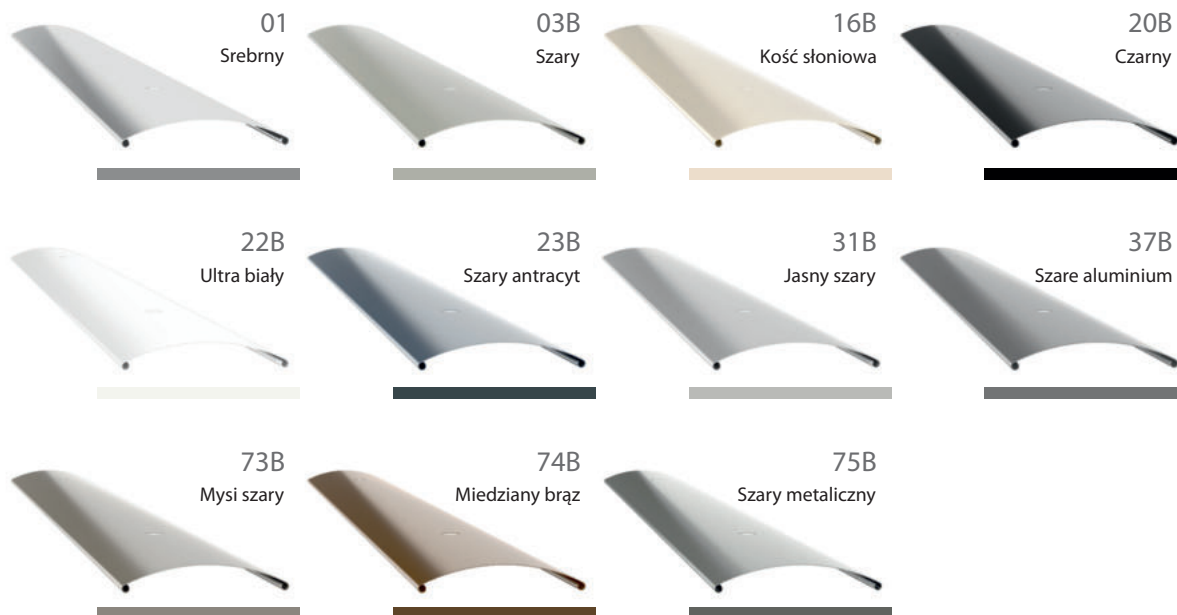 01
Srebrny
03B
Szary
16B
Kość słoniowa
20B
Czarny
22B
Ultra biały
23B
Szary antracyt
31B
Jasny szary
37B
Szare aluminium
73B
Mysi szary
74B
Miedziany brąz
75B
Szary metaliczny